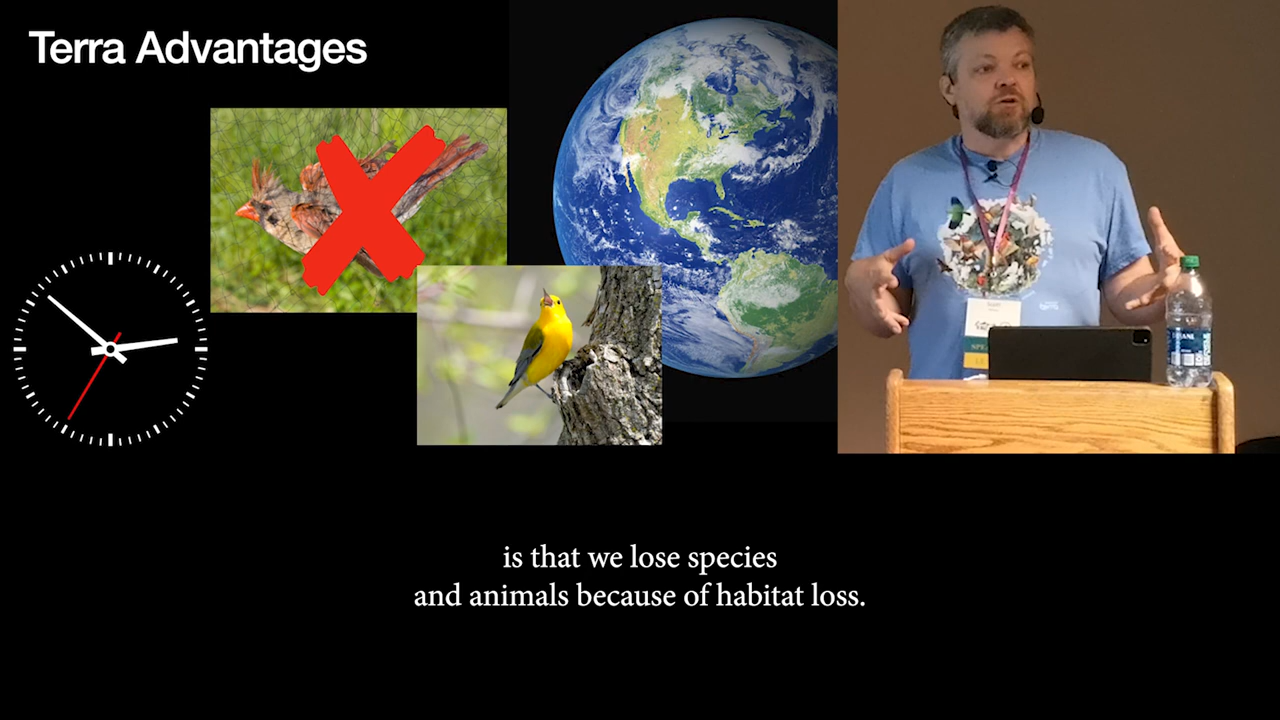 Terra Advantages
is that we lose species
and animals because of habitat loss.